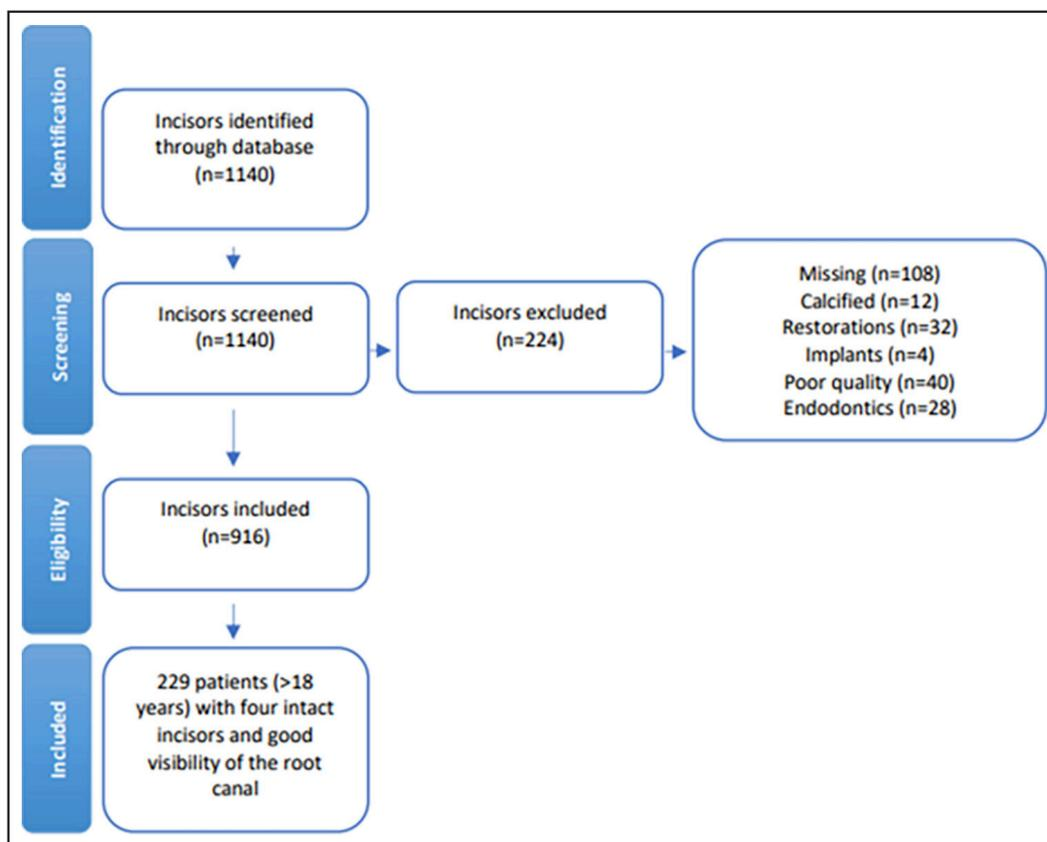 Identification
Incisors identified
through database
(n=1140)
Screening
Incisors screened
(n=1140)
Incisors excluded
(n=224)
Missing (n=108)
Calcified (n=12)
Restorations (n=32)
Implants (n=4)
Poor quality (n=40)
Endodontics (n=28)
Eligibility
Incisors included
(n=916)
Included
229 patients (>18
years) with four intact
incisors and good
visibility of the root
canal